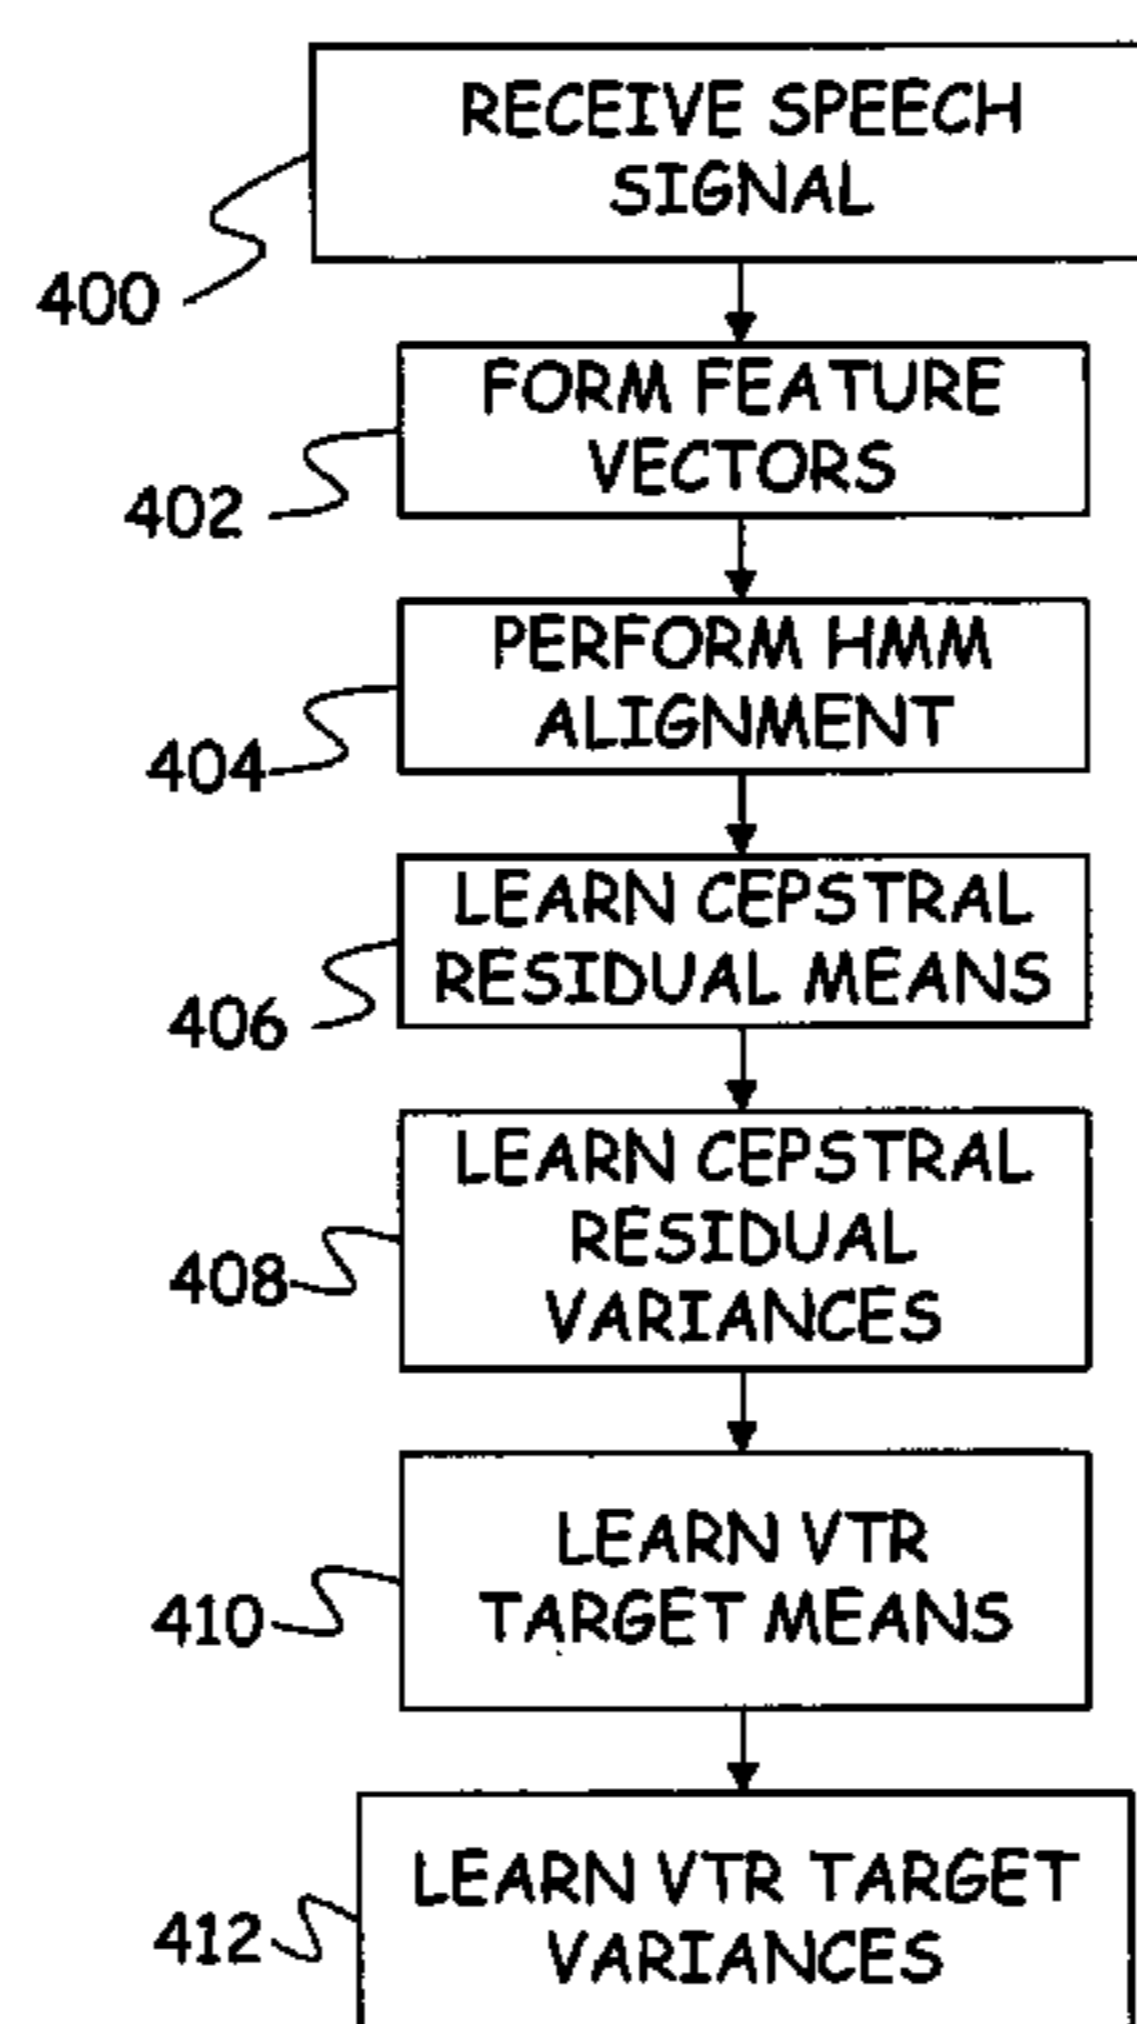 RECEIVE SPEECH
SIGNAL
400
FORM FEATURE
VECTORS
402
PERFORM HMM
ALIGNMENT
404
LEARN CEPSTRAL
RESIDUAL MEANS
406
LEARN CEPSTRAL
RESIDUAL
VARIANCES
408
LEARN VTR
TARGET MEANS
410
LEARN VTR TARGET
VARIANCES
412